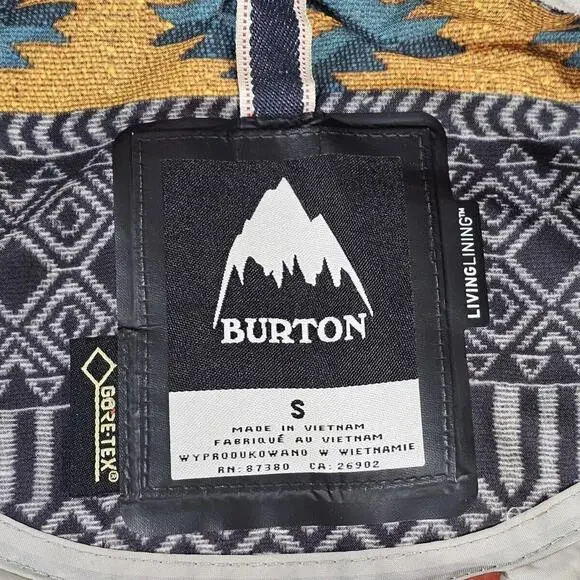 BURTON
LIVINGLINING™
GORE-TEX®
S
MADE IN VIETNAM
FABRIQUÉ AU VIETNAM
WYPRODUKOWANO W WIETNAMIE
RN: 87380 CA: 26902